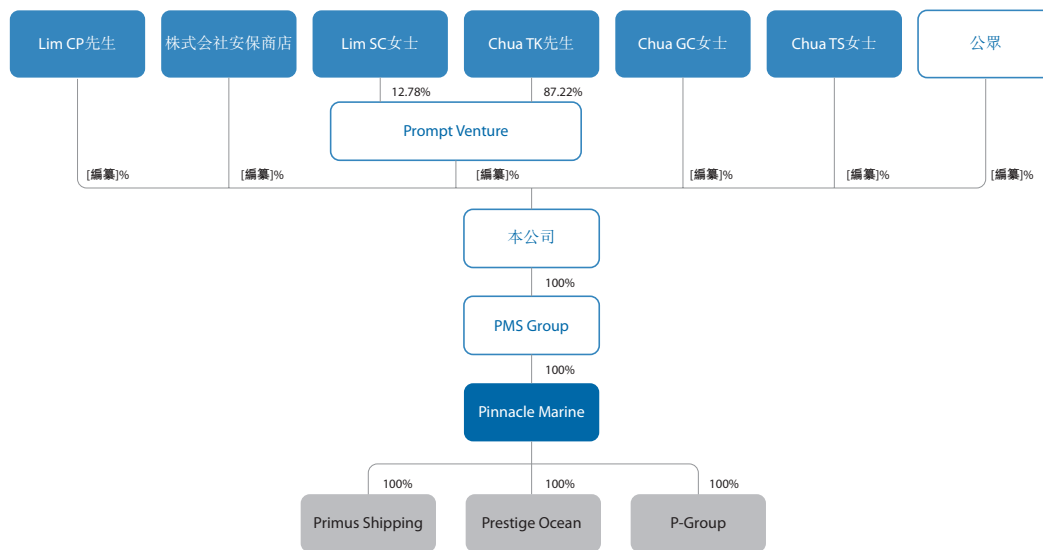 Lim CP先生
株式会社安保商店
Lim SC女士
Chua TK先生
Chua GC女士
Chua TS女士
公眾
12.78%
87.22%
Prompt Venture
[編纂]%
[編纂]%
[編纂]%
[編纂]%
[編纂]%
[編纂]%
本公司
100%
PMS Group
100%
Pinnacle Marine
100%
100%
100%
Primus Shipping
Prestige Ocean
P-Group